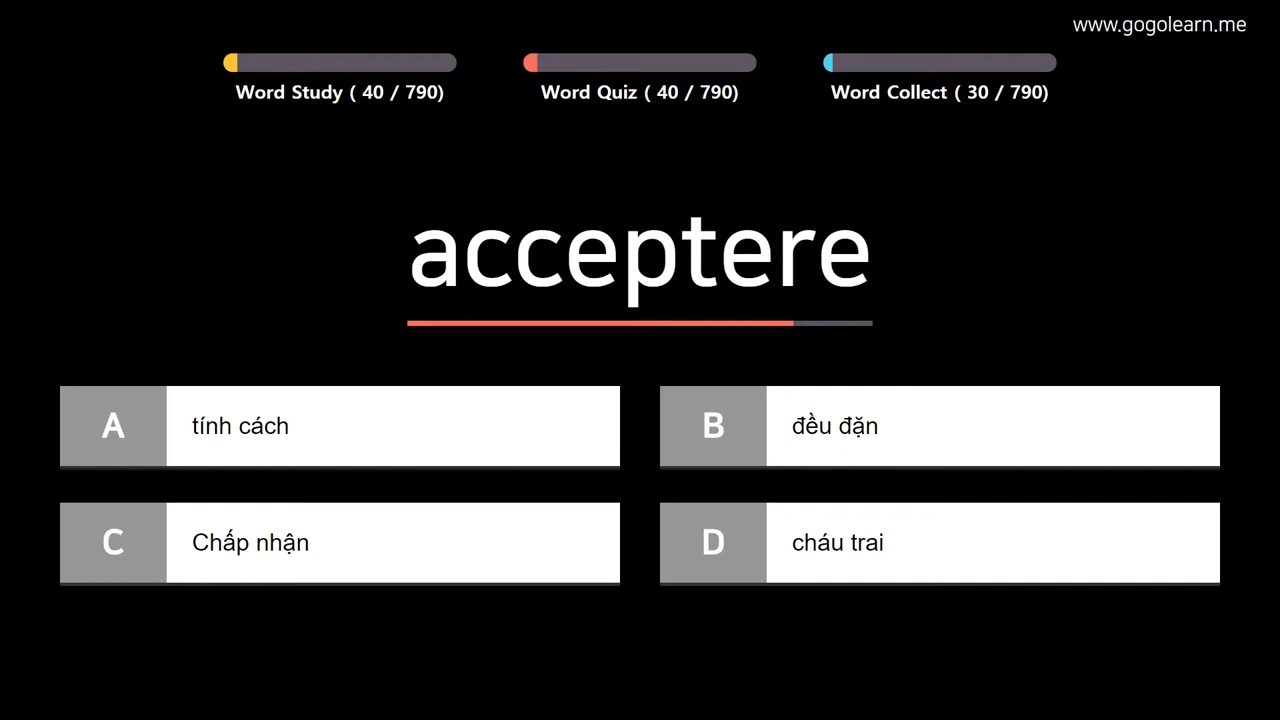 www.gogolearn.me
Word Study ( 40 / 790)
Word Quiz ( 40 / 790)
Word Collect ( 30 / 790)
acceptere
A tính cách
B đều đặn
C Chấp nhận
D cháu trai